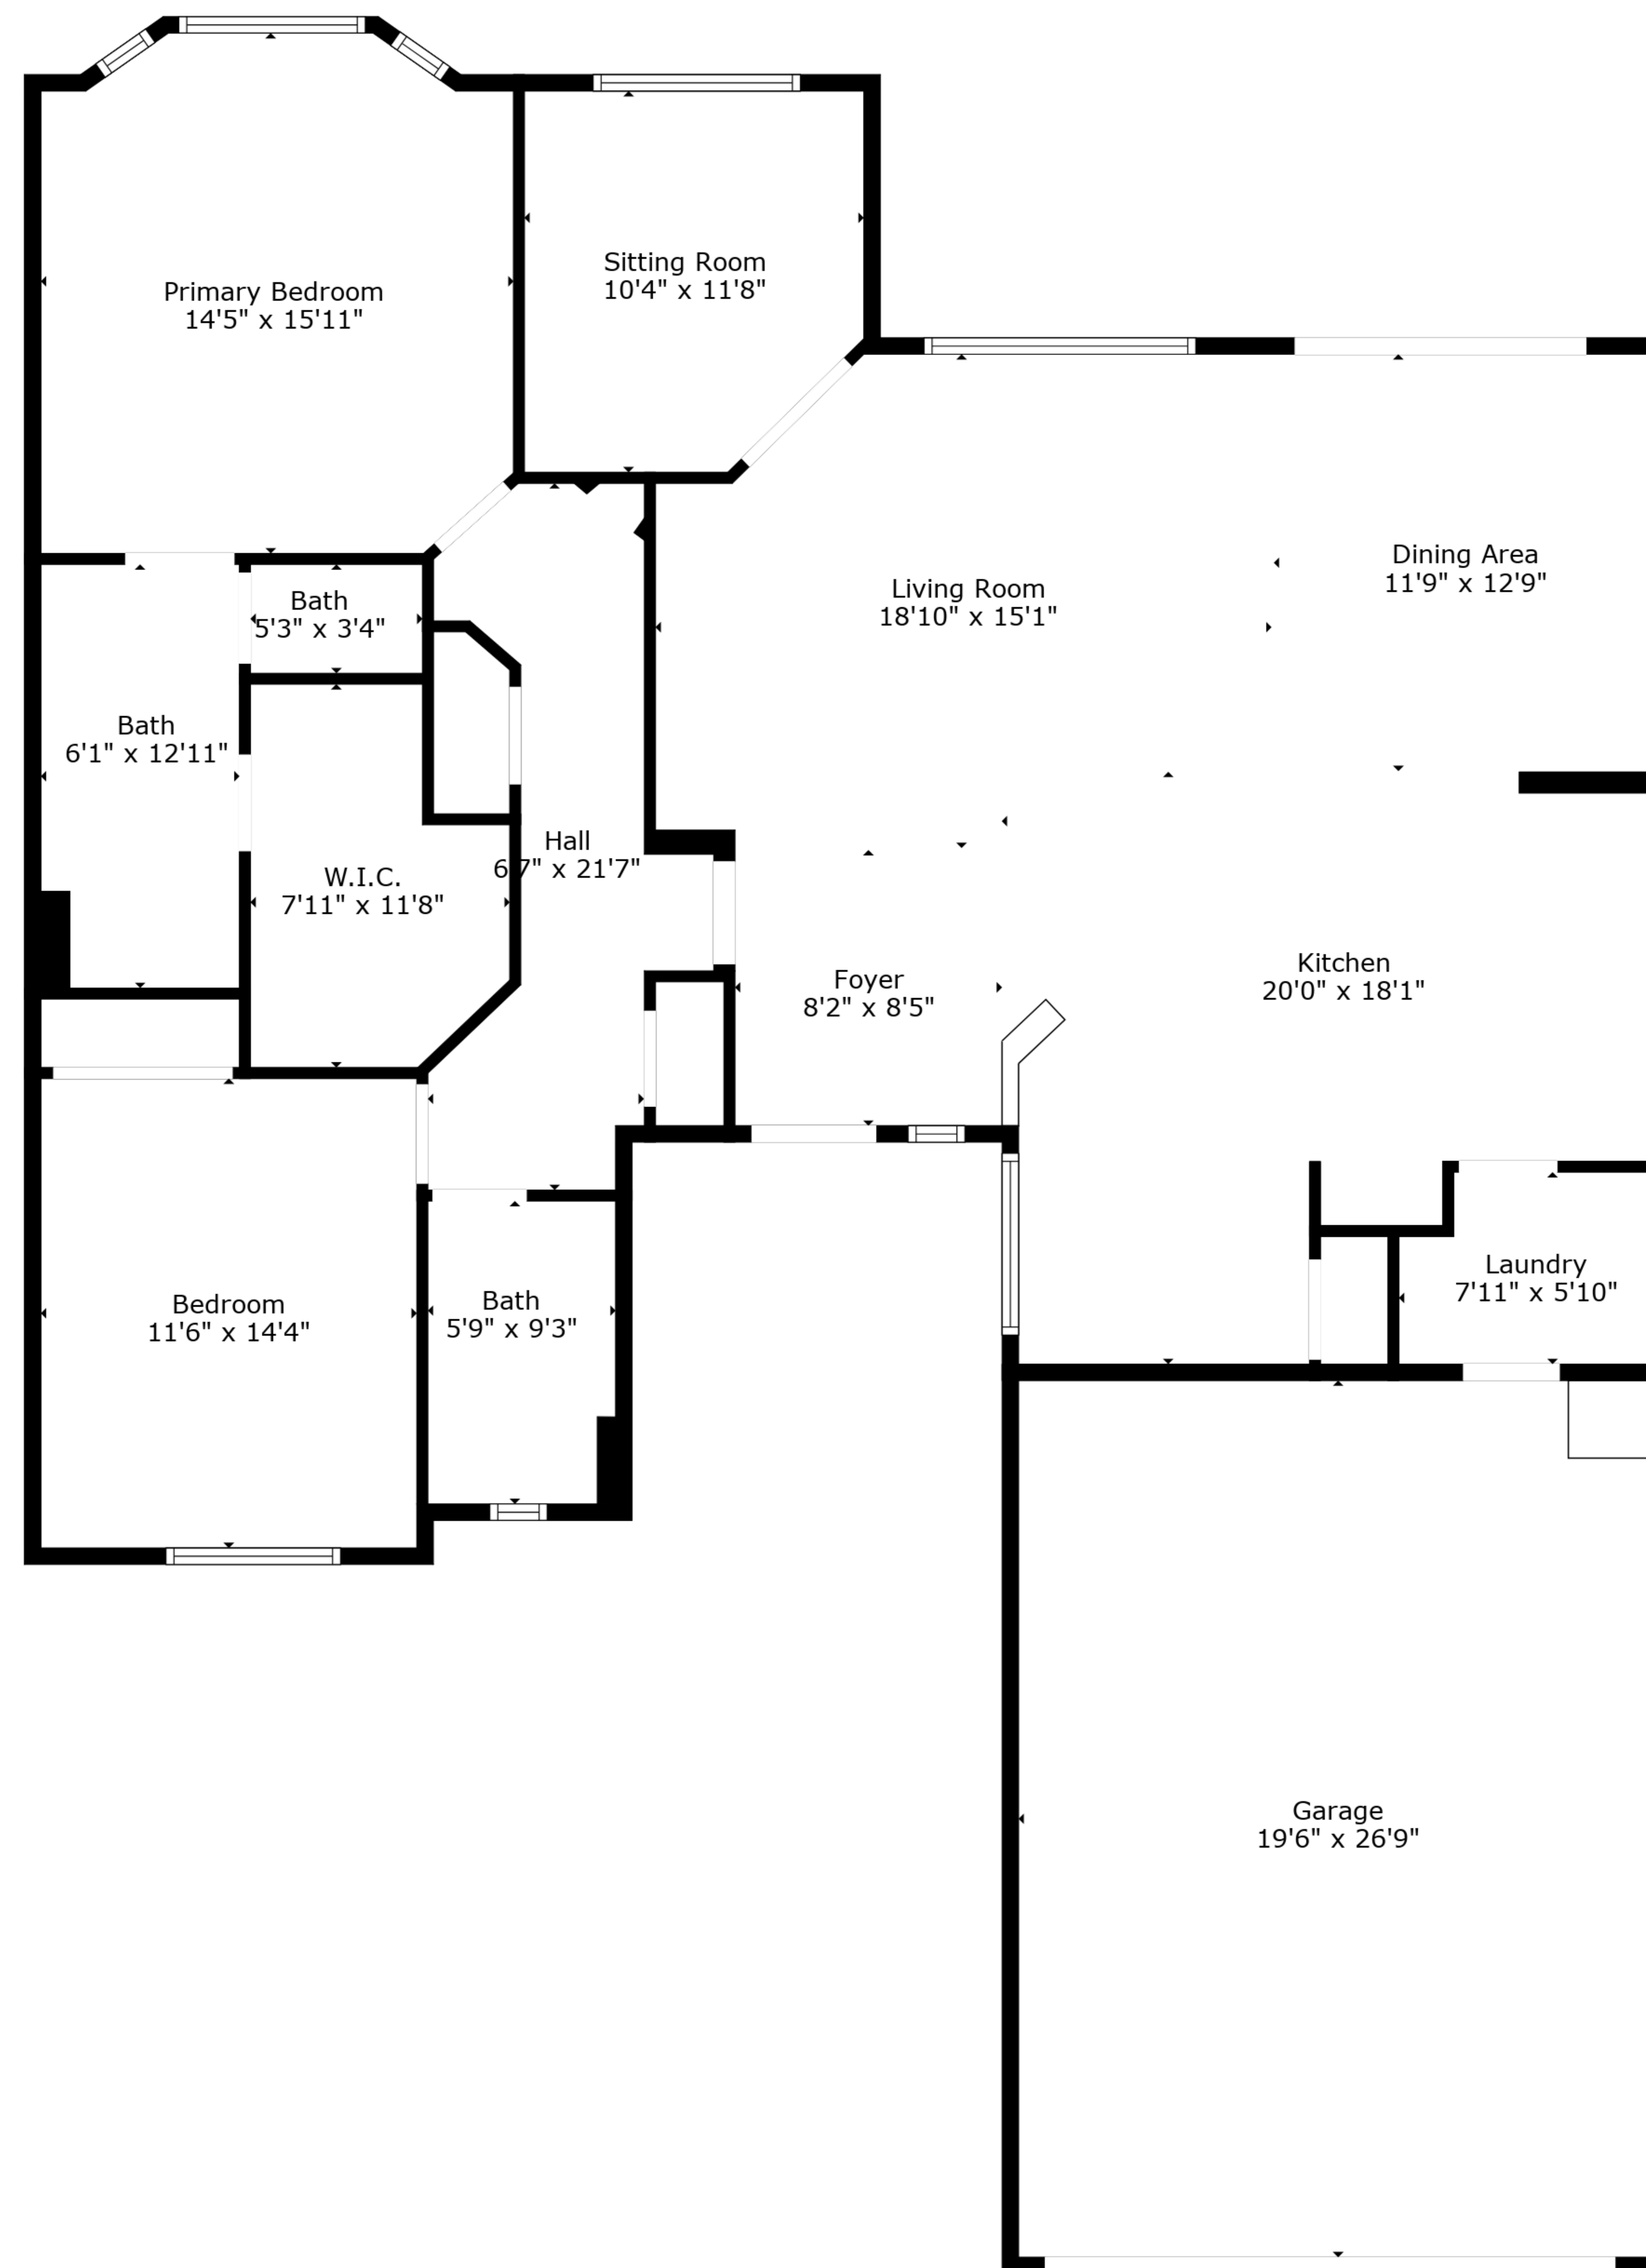 Sitting Room
10'4" x 11'8"
Primary Bedroom
14'5" x 15'11"
Dining Area
11'9" x 12'9"
Living Room
18'10" x 15'1"
Bath
5'3" x 3'4"
Bath
6'1" x 12'11"
Hall
6'7" x 21'7"
W.I.C.
7'11" x 11'8"
Kitchen
20'0" x 18'1"
Foyer
8'2" x 8'5"
Laundry
7'11" x 5'10"
Bath
5'9" x 9'3"
Bedroom
11'6" x 14'4"
Garage
19'6" x 26'9"